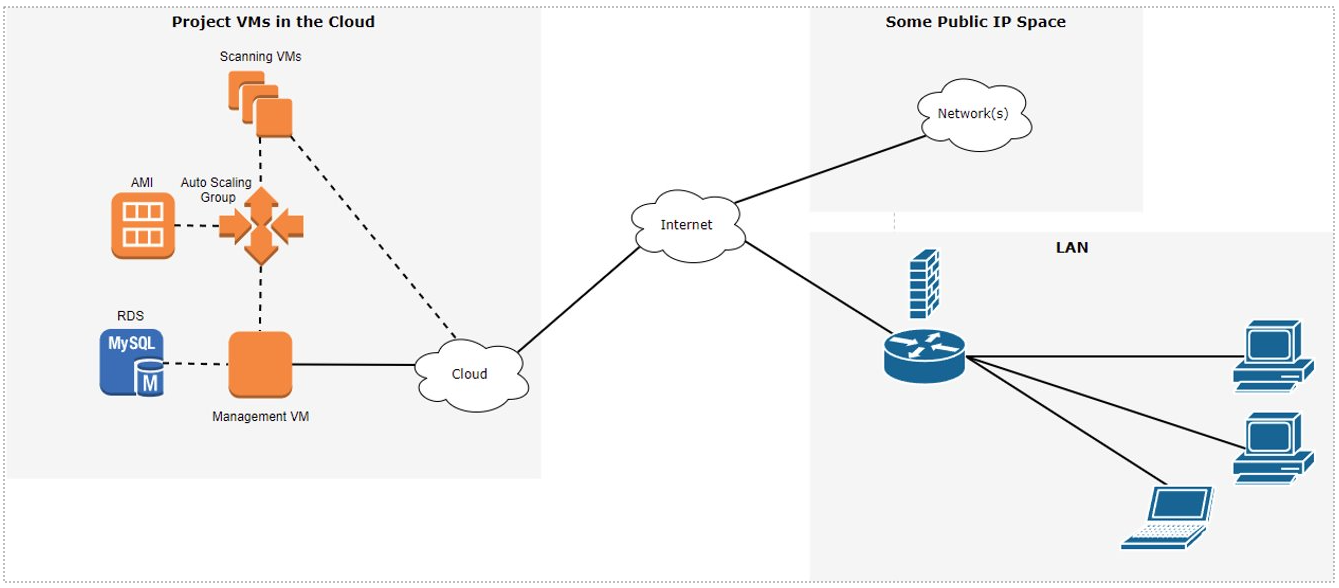 Project VMs in the Cloud
Some Public IP Space
Scanning VMs
Network(s)
AMI
Auto Scaling
Group
Internet
LAN
RDS
MySQL
M
Cloud
Management VM